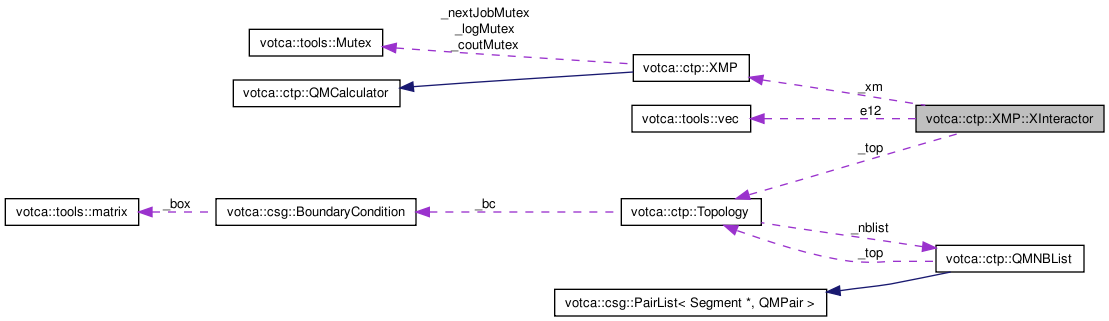 _nextJobMutex
_logMutex
_coutMutex
votca::tools::Mutex
votca::ctp::XMP
votca::ctp::QMCalculator
_xm
e12
votca::tools::vec
votca::ctp::XMP::XInteractor
_top
votca::tools::matrix
_box
votca::csg::BoundaryCondition
_bc
votca::ctp::Topology
_nblist
_top
votca::ctp::QMNBList
votca::csg::PairList< Segment *, QMPair >